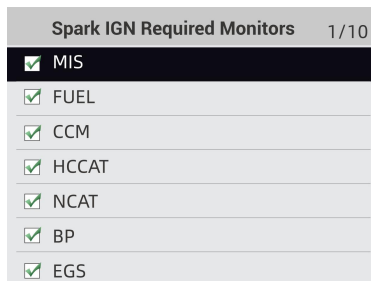 Spark IGN Required Monitors 1/10
MIS
FUEL
CCM
HCCAT
NCAT
BP
EGS